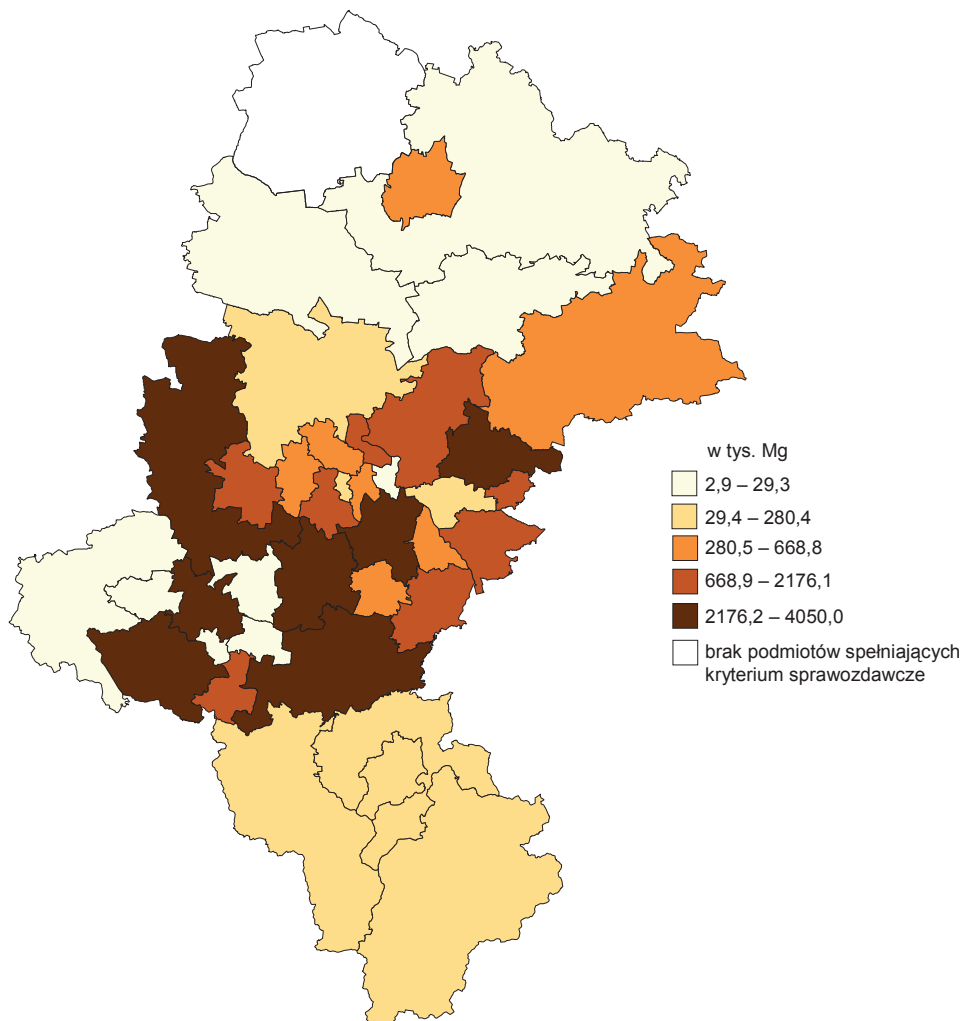 w tys. Mg
2,9 – 29,3
29,4 – 280,4
280,5 – 668,8
668,9 – 2176,1
2176,2 – 4050,0
brak podmiotów spełniających
kryterium sprawozdawcze